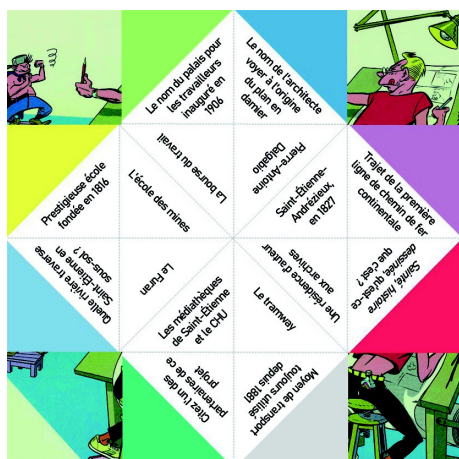 Le nom du palais pour
les travailleurs
inauguré en
1906
Le nom de l'architecte
voyer à l'origine
du plan en
damier
Prestigieuse école
fondée en 1816
L'école des mines
La bourse du travail
Pierre-Antoine
Dalgabio
Saint-Étienne-
Andrézieux,
en 1827
Trajet de la première
ligne de chemin de fer
continentale
Quelle rivière traverse
Saint-Étienne en
sous-sol ?
Le Furan
Les médiathèques
de Saint-Étienne
et le CHU
Le tramway
Une résidence d'auteur
aux archives
Sainté, histoire
dessinée, qu'est-ce
que c'est ?
Citez l'un des
partenaires de ce
projet
Moyen de transport
toujours utilisé
depuis 1881